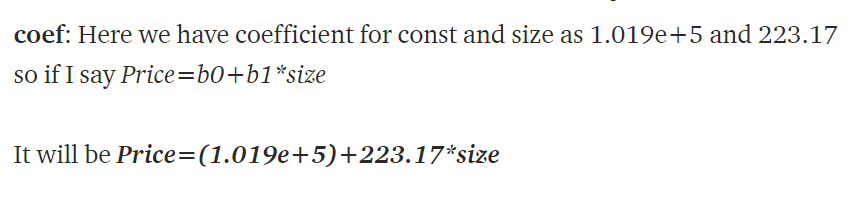 coef: Here we have coefficient for const and size as 1.019e+5 and 223.17
so if I say Price=b0+b1*size
It will be Price=(1.019e+5)+223.17*size